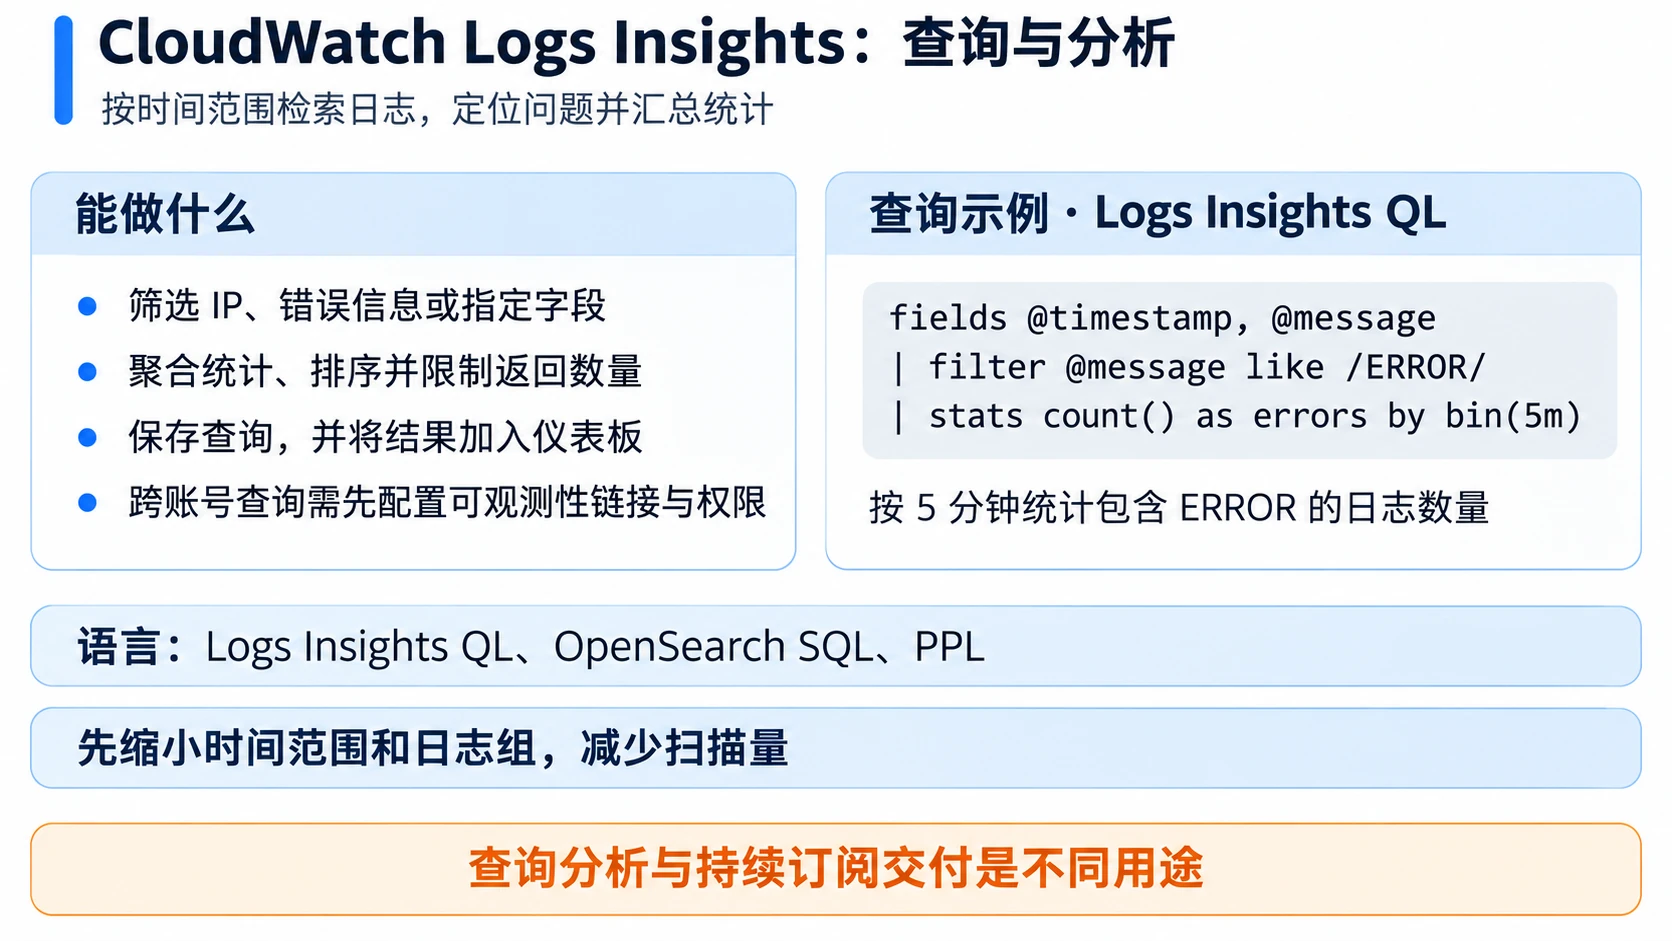 CloudWatch Logs Insights：查询与分析
按时间范围检索日志，定位问题并汇总统计
能做什么
筛选 IP、错误信息或指定字段
聚合统计、排序并限制返回数量
保存查询，并将结果加入仪表板
跨账号查询需先配置可观测性链接与权限
查询示例 · Logs Insights QL
fields @timestamp, @message
| filter @message like /ERROR/
| stats count() as errors by bin(5m)
按 5 分钟统计包含 ERROR 的日志数量
语言：Logs Insights QL、OpenSearch SQL、PPL
先缩小时间范围和日志组，减少扫描量
查询分析与持续订阅交付是不同用途